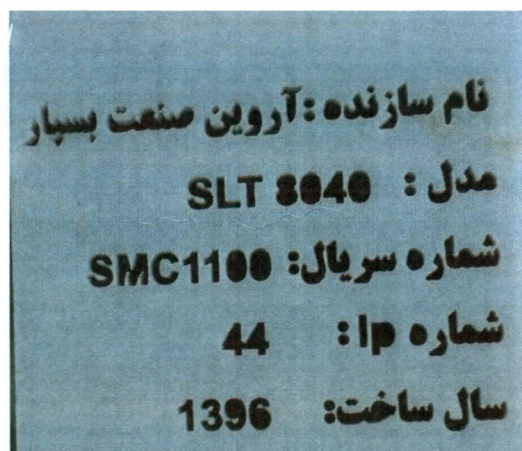 نام سازنده :آروین صنعت بسپار
مدل : SLT 8040
شماره سریال: SMC1100
شماره Ip : 44
سال ساخت: 1396